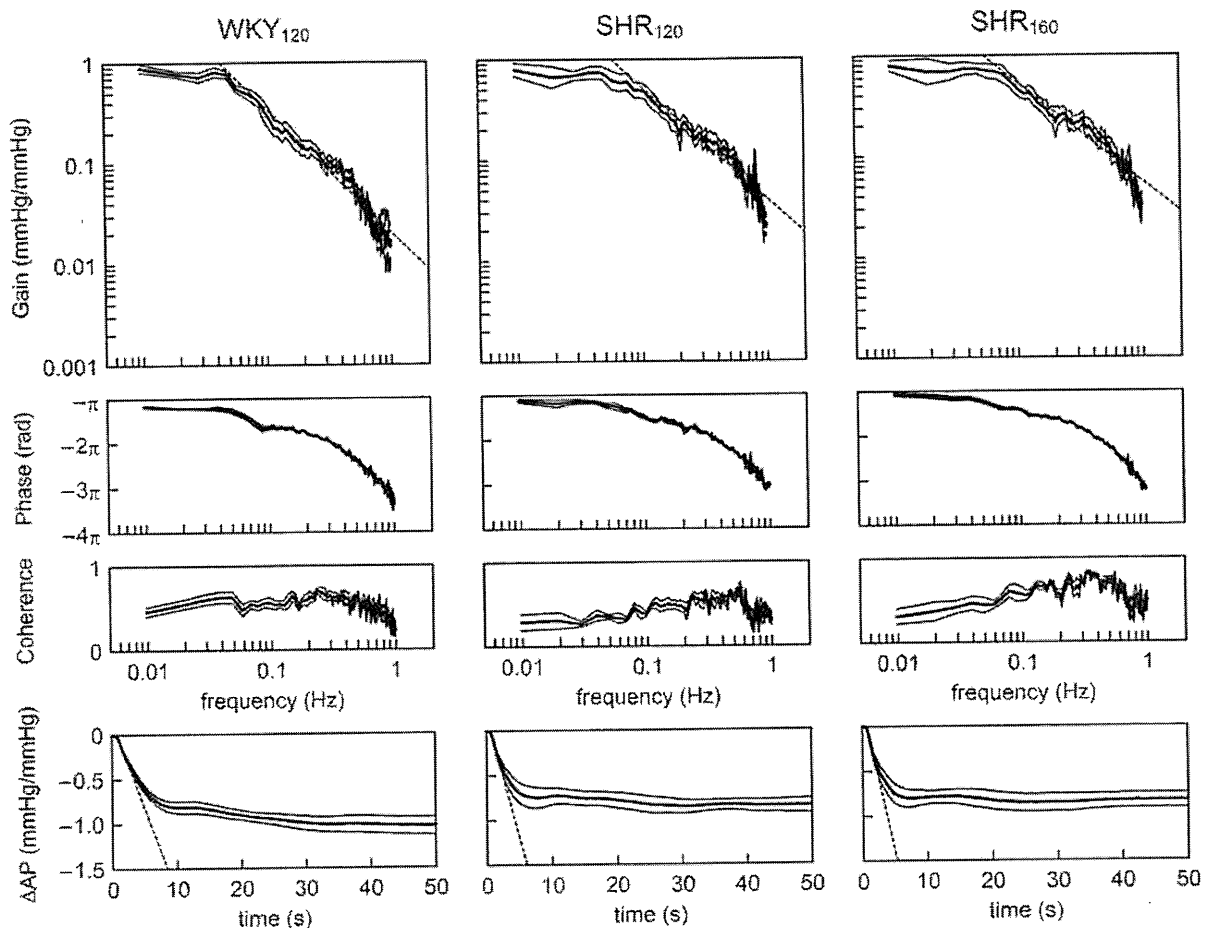 WKY120 SHR120 SHR160
Gain (mmHg/mmHg)
1
0.1
0.01
0.001
Phase (rad)
−π
−2π
−3π
−4π
Coherence
1
0
0.01 0.1 1 0.01 0.1 1 0.01 0.1 1
frequency (Hz) frequency (Hz) frequency (Hz)
ΔAP (mmHg/mmHg)
0
−0.5
−1.0
−1.5
0 10 20 30 40 50 0 10 20 30 40 50 0 10 20 30 40 50
time (s) time (s) time (s)